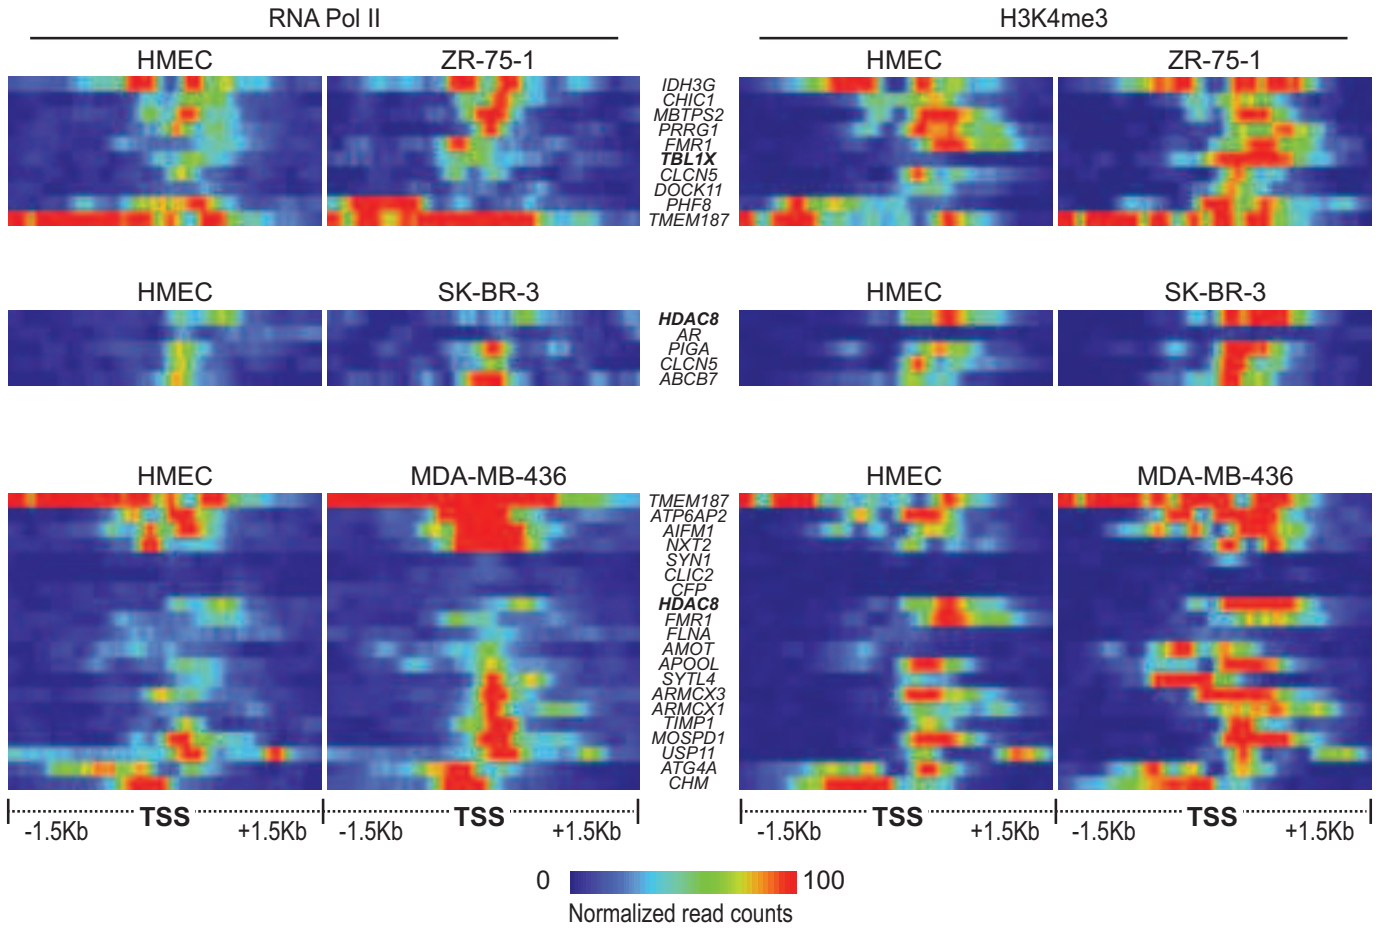 RNA Pol II H3K4me3
HMEC ZR-75-1 HMEC ZR-75-1
IDH3G
CHIC1
MBTPS2
PRRG1
FMR1
TBL1X
CLCN5
DOCK11
PHF8
TMEM187
HMEC SK-BR-3 HMEC SK-BR-3
HDAC8
AR
PIGA
CLCN5
ABCB7
HMEC MDA-MB-436 HMEC MDA-MB-436
TMEM187
ATP6AP2
AIFM1
NXT2
SYN1
CLIC2
CFP
HDAC8
FMR1
FLNA
AMOT
APOOL
SYTL4
ARMCX3
ARMCX1
TIMP1
MOSPD1
USP11
ATG4A
CHM
TSS TSS TSS TSS
-1.5Kb +1.5Kb -1.5Kb +1.5Kb -1.5Kb +1.5Kb -1.5Kb +1.5Kb
0 100
Normalized read counts